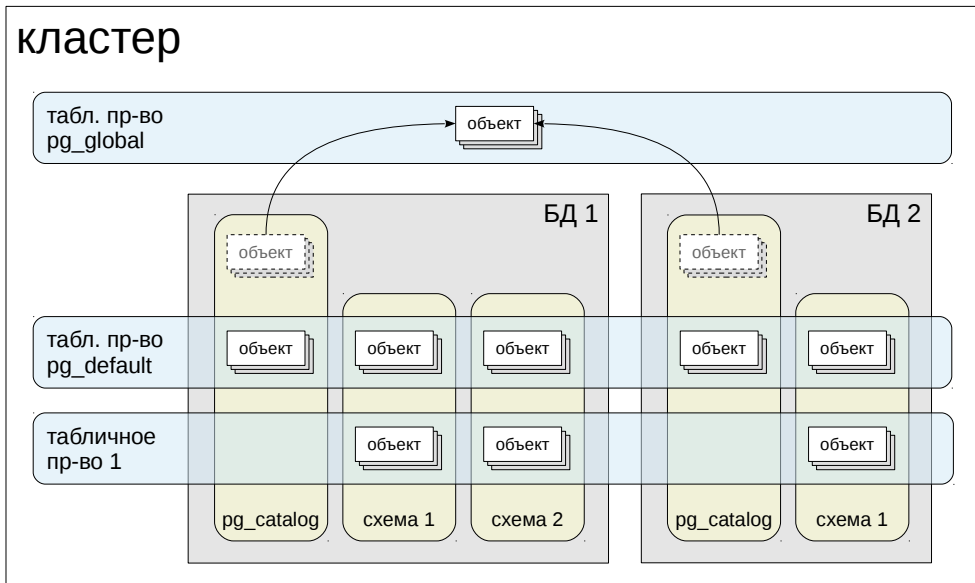 кластер
табл. пр-во
pg_global
объект
БД 1
БД 2
объект
объект
табл. пр-во
pg_default
объект
объект
объект
объект
объект
табличное
пр-во 1
объект
объект
объект
pg_catalog
схема 1
схема 2
pg_catalog
схема 1